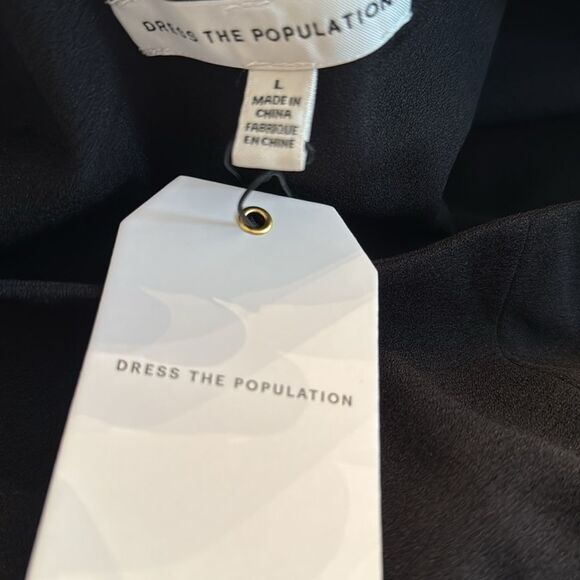 DRESS THE POPULATION
L
MADE IN
CHINA
FABRIQUE
EN CHINE
DRESS THE POPULATION